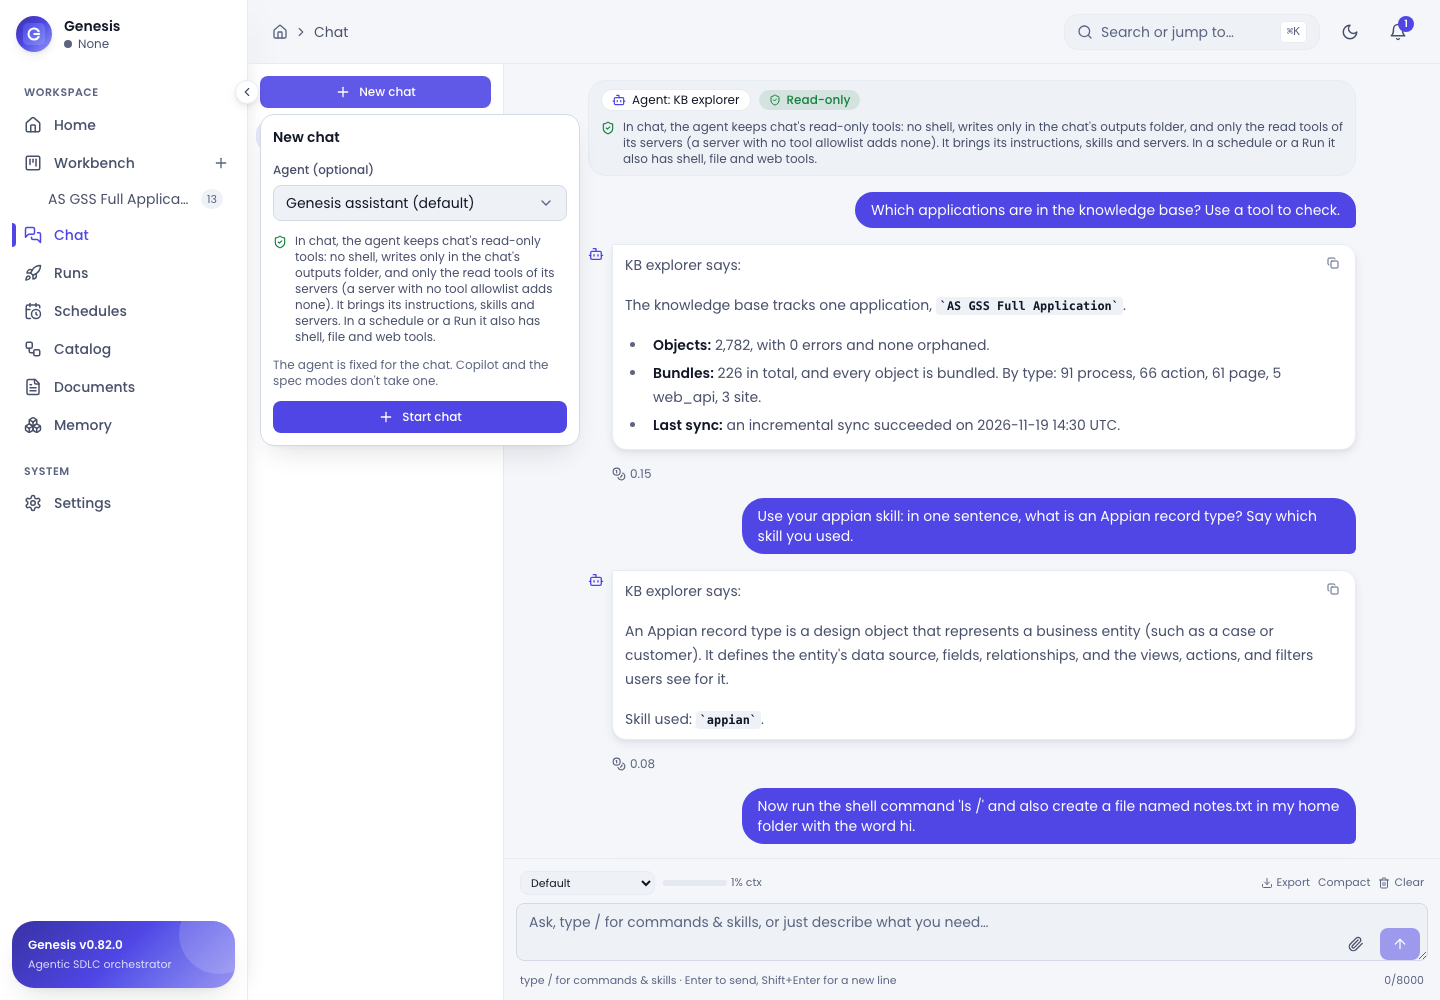 Genesis
None
WORKSPACE
Home
Workbench
AS GSS Full Applica...
13
Chat
Runs
Schedules
Catalog
Documents
Memory
SYSTEM
Settings
Genesis v0.82.0
Agentic SDLC orchestrator
Chat
Search or jump to...
⌘K
1
New chat
New chat
Agent (optional)
Genesis assistant (default)
In chat, the agent keeps chat's read-only
tools: no shell, writes only in the chat's
outputs folder, and only the read tools of its
servers (a server with no tool allowlist adds
none). It brings its instructions, skills and
servers. In a schedule or a Run it also has
shell, file and web tools.
The agent is fixed for the chat. Copilot and the
spec modes don't take one.
Start chat
Agent: KB explorer
Read-only
In chat, the agent keeps chat's read-only tools: no shell, writes only in the chat's outputs folder, and only the read tools of
its servers (a server with no tool allowlist adds none). It brings its instructions, skills and servers. In a schedule or a Run it
also has shell, file and web tools.
Which applications are in the knowledge base? Use a tool to check.
KB explorer says:
The knowledge base tracks one application, `AS GSS Full Application`.
• Objects: 2,782, with 0 errors and none orphaned.
• Bundles: 226 in total, and every object is bundled. By type: 91 process, 66 action, 61 page, 5
web_api, 3 site.
• Last sync: an incremental sync succeeded on 2026-11-19 14:30 UTC.
0.15
Use your appian skill: in one sentence, what is an Appian record type? Say which
skill you used.
KB explorer says:
An Appian record type is a design object that represents a business entity (such as a case or
customer). It defines the entity's data source, fields, relationships, and the views, actions, and filters
users see for it.
Skill used: `appian`.
0.08
Now run the shell command 'ls /' and also create a file named notes.txt in my home
folder with the word hi.
Default
1% ctx
Export
Compact
Clear
Ask, type / for commands & skills, or just describe what you need...
type / for commands & skills · Enter to send, Shift+Enter for a new line
0/8000